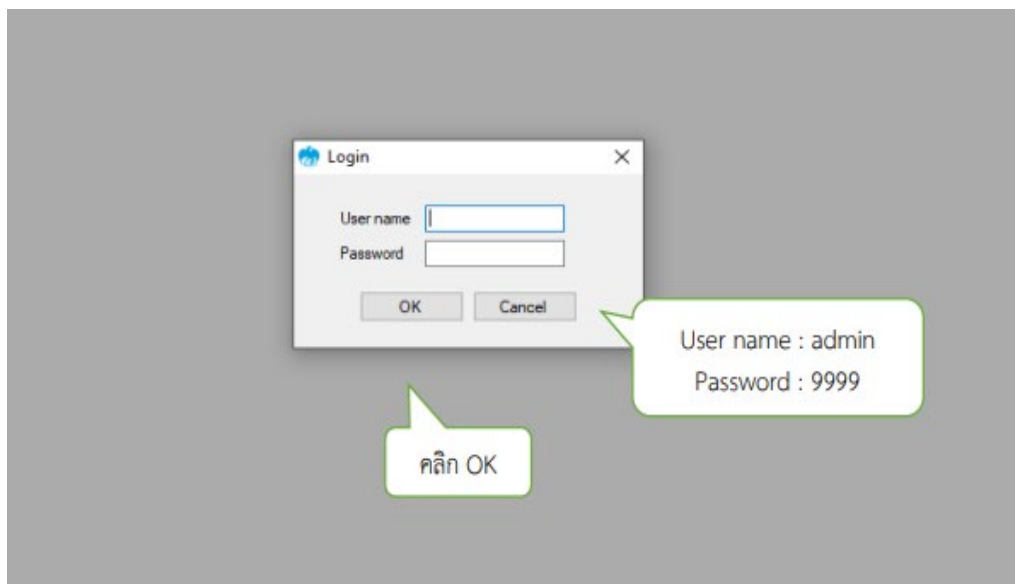 Login
User name
Password
OK Cancel
User name : admin
Password : 9999
คลิก OK